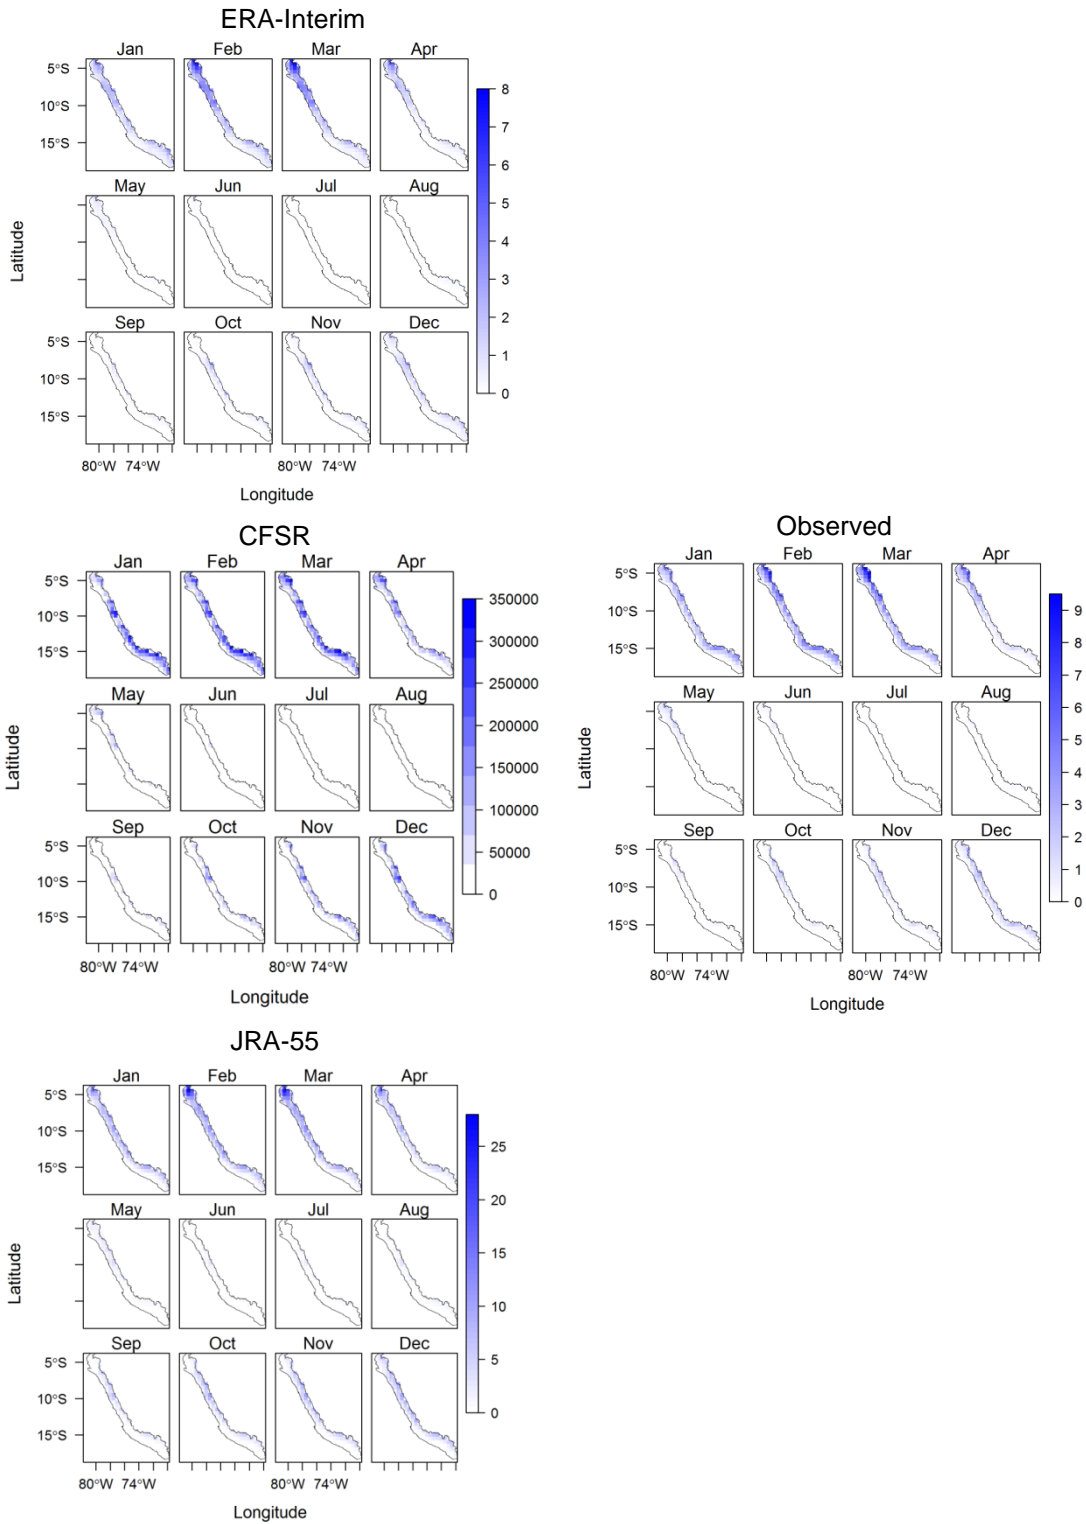 ERA-Interim
Jan Feb Mar Apr
5°S
10°S
15°S
May Jun Jul Aug
Sep Oct Nov Dec
5°S
10°S
15°S
80°W 74°W 80°W 74°W
Longitude
Latitude
8
7
6
5
4
3
2
1
0
CFSR
Jan Feb Mar Apr
5°S
10°S
15°S
May Jun Jul Aug
Sep Oct Nov Dec
5°S
10°S
15°S
80°W 74°W 80°W 74°W
Longitude
Latitude
350000
300000
250000
200000
150000
100000
50000
0
Observed
Jan Feb Mar Apr
5°S
10°S
15°S
May Jun Jul Aug
Sep Oct Nov Dec
5°S
10°S
15°S
80°W 74°W 80°W 74°W
Longitude
Latitude
9
8
7
6
5
4
3
2
1
0
JRA-55
Jan Feb Mar Apr
5°S
10°S
15°S
May Jun Jul Aug
Sep Oct Nov Dec
5°S
10°S
15°S
80°W 74°W 80°W 74°W
Longitude
Latitude
25
20
15
10
5
0